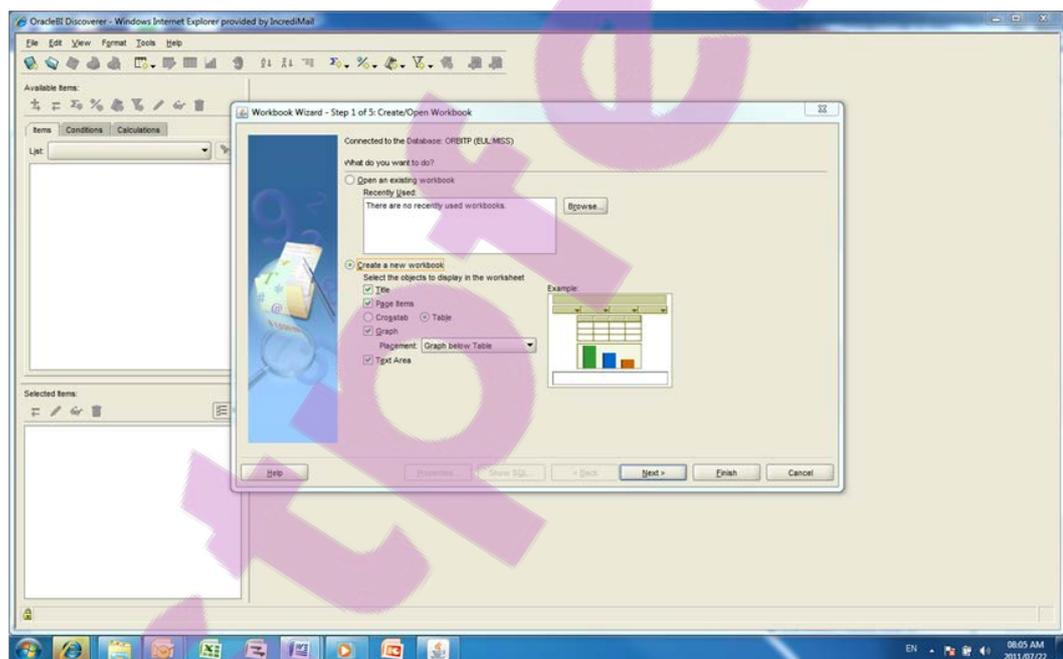 OracleBI Discoverer - Windows Internet Explorer provided by IncrediMail
File Edit View Format Tools Help
Available Items:
Items Conditions Calculations
List:
Workbook Wizard - Step 1 of 5: Create/Open Workbook
Connected to the Database: ORBITP (EUL:MISS)
What do you want to do?
Open an existing workbook
Recently Used:
There are no recently used workbooks.
Browse...
Create a new workbook
Select the objects to display in the worksheet
Title
Page Items
Crosstab Table
Graph
Placement: Graph below Table
Text Area
Example:
Selected Items:
Help Properties... Show SQL... < Back Next > Finish Cancel
EN 08:05 AM
2011/07/22